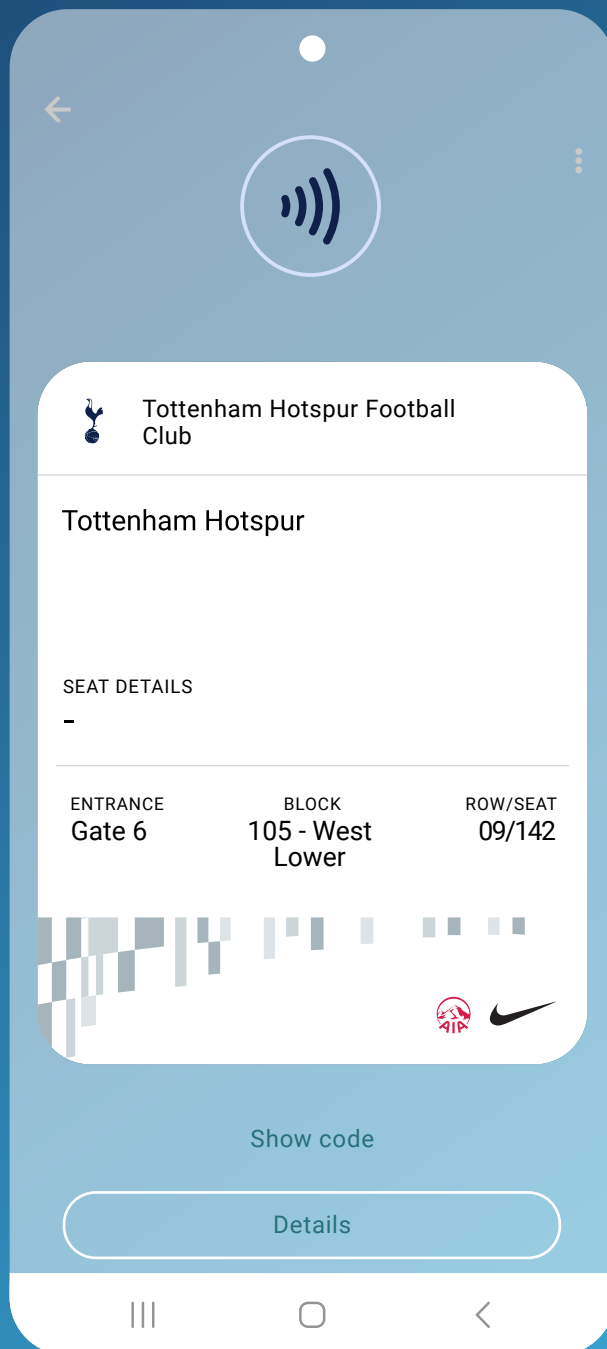 Tottenham Hotspur Football
Club
Tottenham Hotspur
SEAT DETAILS
-
ENTRANCE BLOCK ROW/SEAT
Gate 6 105 - West 09/142
Lower
AIA
Show code
Details